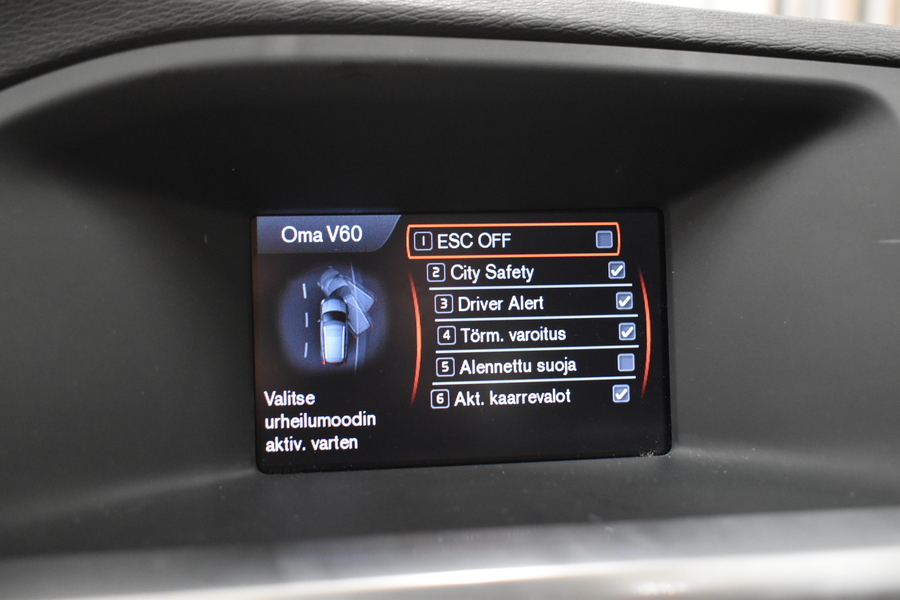 Oma V60
1 ESC OFF
2 City Safety
3 Driver Alert
4 Törm. varoitus
5 Alennettu suoja
6 Akt. kaarrevalot
Valitse
urheilumoodin
aktiv. varten